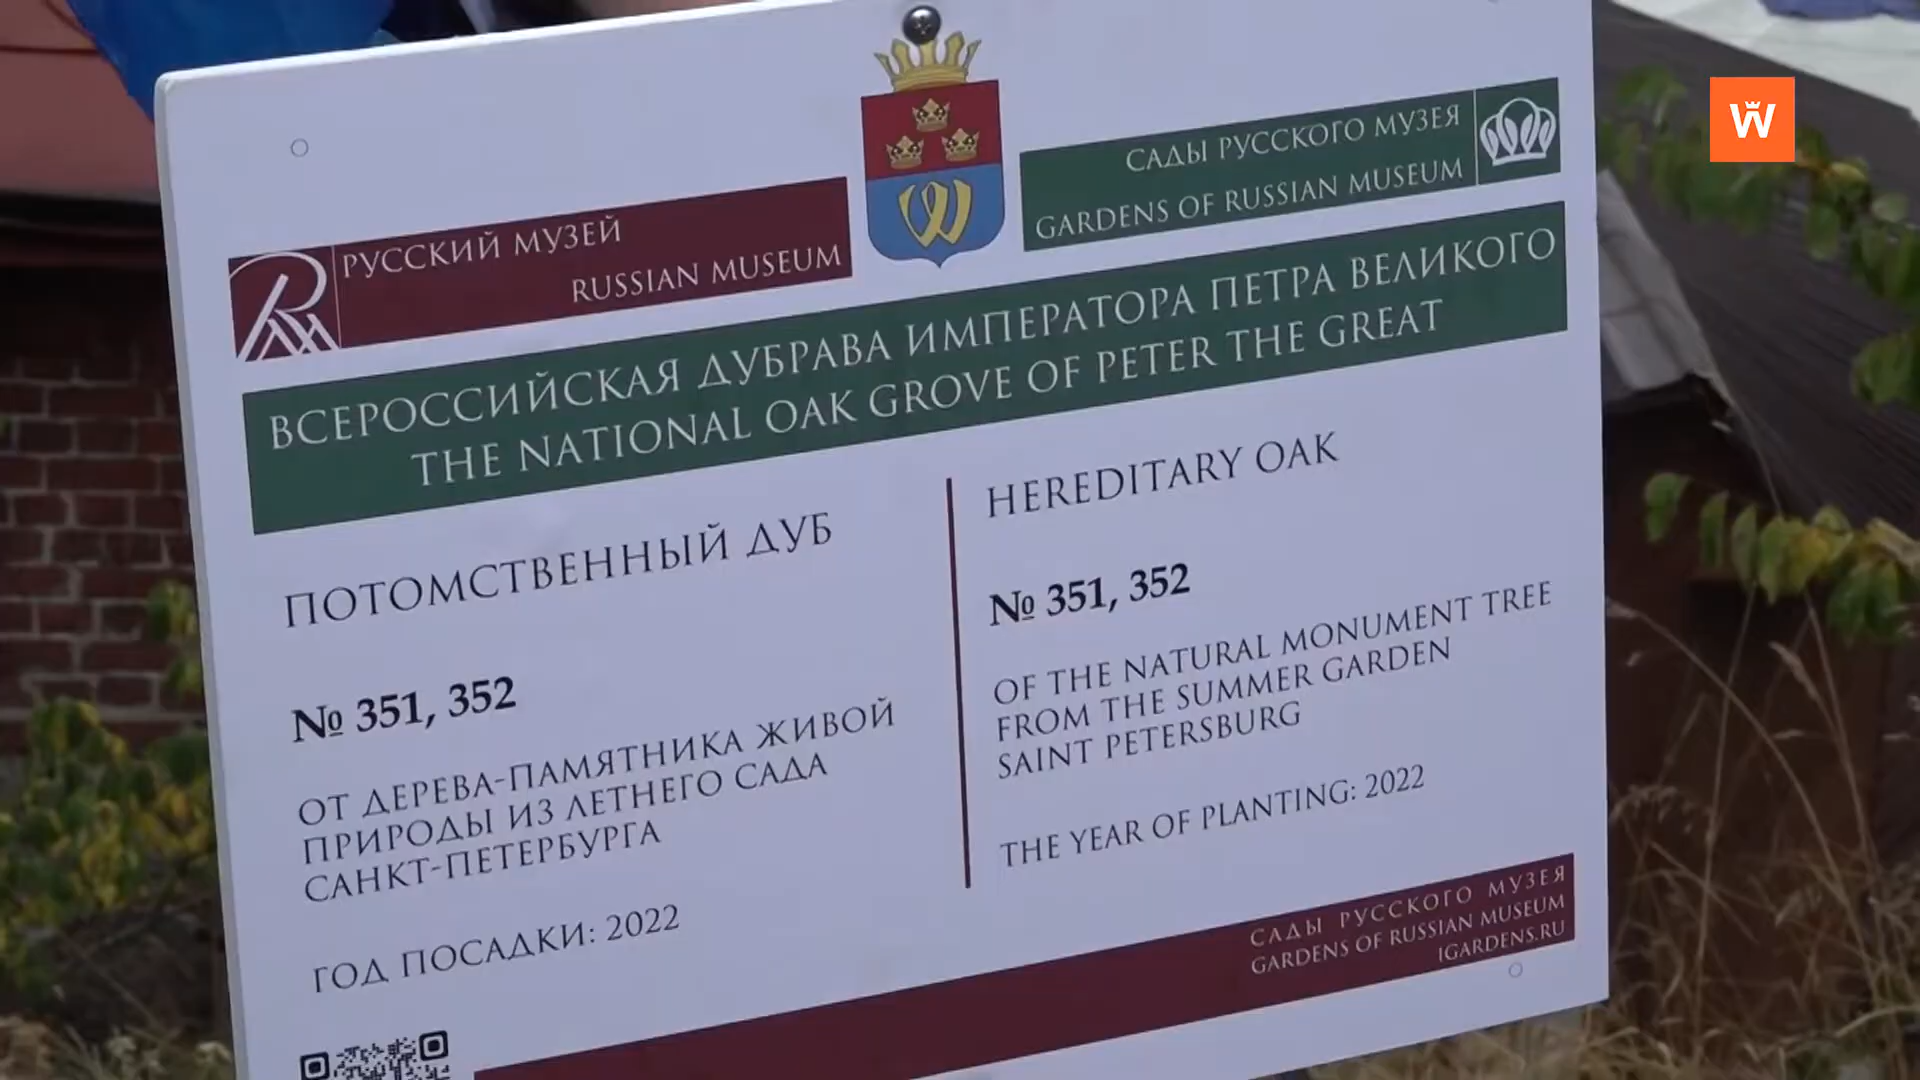 РУССКИЙ МУЗЕЙ
RUSSIAN MUSEUM
САДЫ РУССКОГО МУЗЕЯ
GARDENS OF RUSSIAN MUSEUM
W
ВСЕРОССИЙСКАЯ ДУБРАВА ИМПЕРАТОРА ПЕТРА ВЕЛИКОГО
THE NATIONAL OAK GROVE OF PETER THE GREAT
ПОТОМСТВЕННЫЙ ДУБ
№ 351, 352
ОТ ДЕРЕВА-ПАМЯТНИКА ЖИВОЙ
ПРИРОДЫ ИЗ ЛЕТНЕГО САДА
САНКТ-ПЕТЕРБУРГА
ГОД ПОСАДКИ: 2022
HEREDITARY OAK
№ 351, 352
OF THE NATURAL MONUMENT TREE
FROM THE SUMMER GARDEN
SAINT PETERSBURG
THE YEAR OF PLANTING: 2022
САДЫ РУССКОГО МУЗЕЯ
GARDENS OF RUSSIAN MUSEUM
IGARDENS.RU